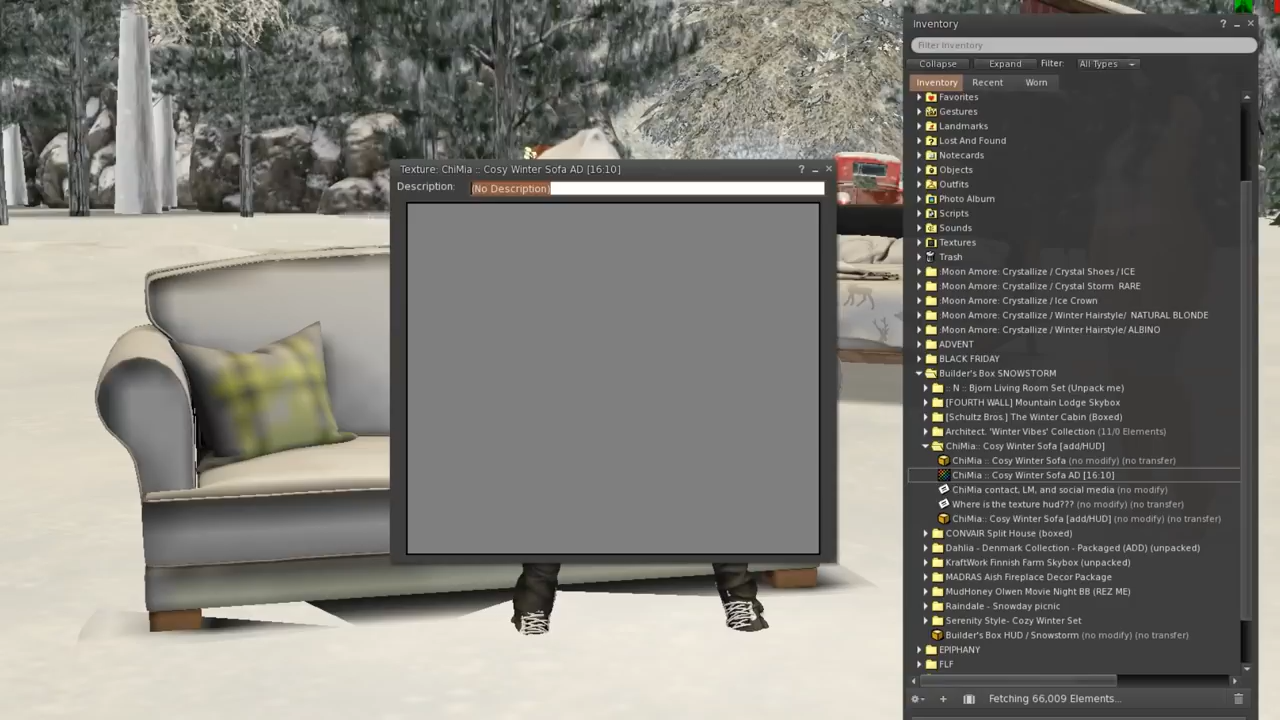 Inventory
Filter Inventory
Collapse Expand Filter: All Types
Inventory Recent Worn
Favorites
Gestures
Landmarks
Lost And Found
Notecards
Objects
Outfits
Photo Album
Scripts
Sounds
Textures
Trash
:Moon Amore: Crystallize / Crystal Shoes / ICE
:Moon Amore: Crystallize / Crystal Storm RARE
:Moon Amore: Crystallize / Ice Crown
:Moon Amore: Crystallize / Winter Hairstyle/ NATURAL BLONDE
:Moon Amore: Crystallize / Winter Hairstyle/ ALBINO
ADVENT
BLACK FRIDAY
Builder's Box SNOWSTORM
:: N :: Bjorn Living Room Set (Unpack me)
[FOURTH WALL] Mountain Lodge Skybox
[Schultz Bros.] The Winter Cabin (Boxed)
Architect. 'Winter Vibes' Collection (11/0 Elements)
ChiMia:: Cosy Winter Sofa [add/HUD]
ChiMia :: Cosy Winter Sofa (no modify) (no transfer)
ChiMia :: Cosy Winter Sofa AD [16:10]
ChiMia contact, LM, and social media (no modify)
Where is the texture hud??? (no modify) (no transfer)
ChiMia:: Cosy Winter Sofa [add/HUD] (no modify) (no transfer)
CONVAIR Split House (boxed)
Dahlia - Denmark Collection - Packaged (ADD) (unpacked)
KraftWork Finnish Farm Skybox (unpacked)
MADRAS Aish Fireplace Decor Package
MudHoney Olwen Movie Night BB (REZ ME)
Raindale - Snowday picnic
Serenity Style- Cozy Winter Set
Builder's Box HUD / Snowstorm (no modify) (no transfer)
EPIPHANY
FLF
Fetching 66,009 Elements...
Texture: ChiMia :: Cosy Winter Sofa AD [16:10]
Description: (No Description)